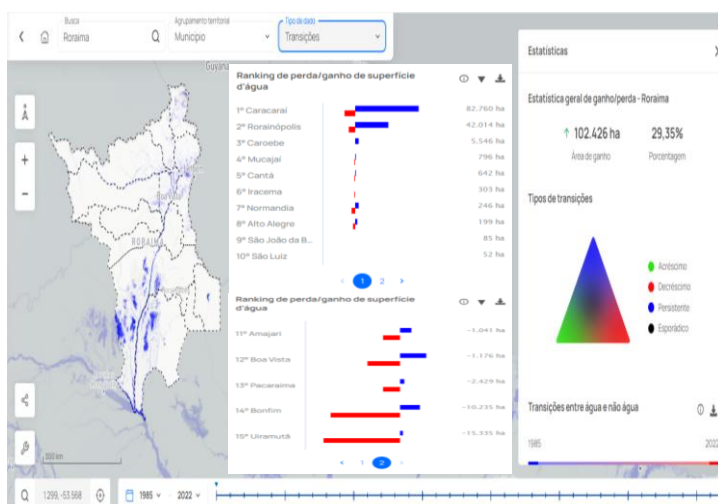 Busca
Roraima
Agrupamento territorial
Município
Tipo de dado
Transições
Guyana
RORAIMA
Ranking de perda/ganho de superfície
d'água
1º Caracaraí 82.760 ha
2º Rorainópolis 42.014 ha
3º Caroebe 5.546 ha
4º Mucajaí 796 ha
5º Cantá 642 ha
6º Iracema 303 ha
7º Normandia 246 ha
8º Alto Alegre 199 ha
9º São João da B... 85 ha
10º São Luiz 52 ha
1 2
Ranking de perda/ganho de superfície
d'água
11º Amajari -1.041 ha
12º Boa Vista -1.176 ha
13º Pacaraima -2.429 ha
14º Bonfim -10.235 ha
15º Uiramutã -15.335 ha
1 2
Estatísticas
Estatística geral de ganho/perda - Roraima
102.426 ha 29,35%
Área de ganho Porcentagem
Tipos de transições
Acréscimo
Decréscimo
Persistente
Esporádico
Transições entre água e não água
1985 2022
1.299, -53.568
1985 - 2022